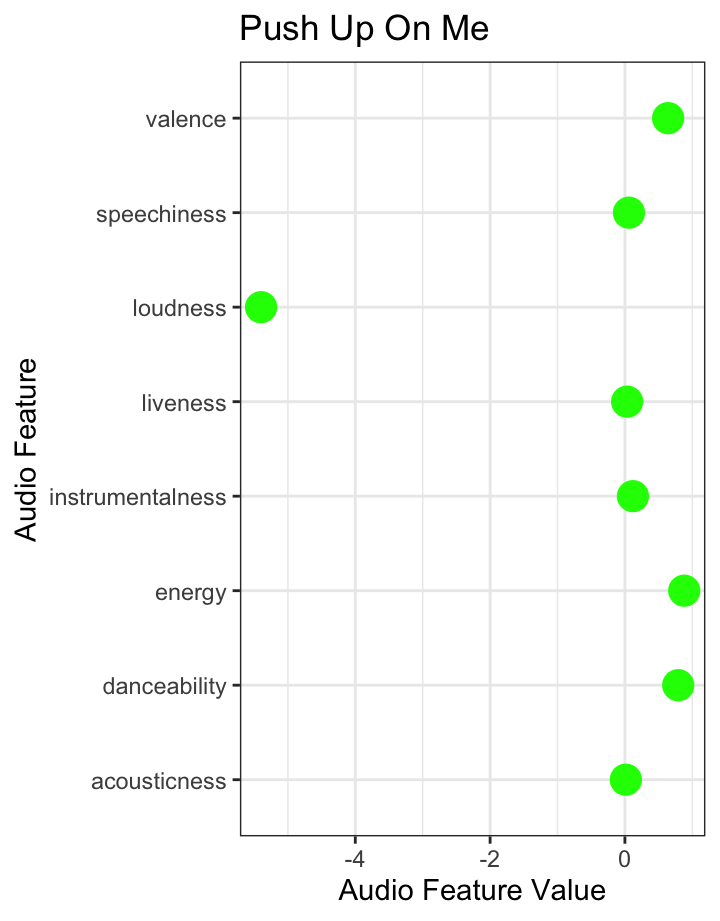 Push Up On Me
valence
speechiness
loudness
liveness
instrumentalness
energy
danceability
acousticness
Audio Feature
-4 -2 0
Audio Feature Value